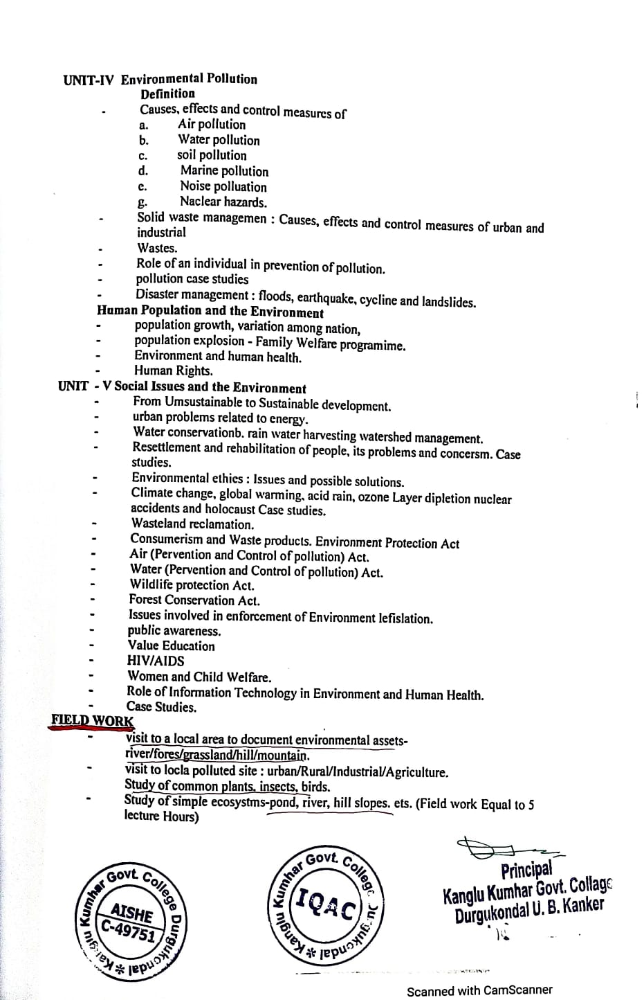 UNIT-IV Environmental Pollution
Definition
- Causes, effects and control measures of
a. Air pollution
b. Water pollution
c. soil pollution
d. Marine pollution
e. Noise polluation
g. Naclear hazards.
- Solid waste managemen : Causes, effects and control measures of urban and
industrial
- Wastes.
- Role of an individual in prevention of pollution.
- pollution case studies
- Disaster management : floods, earthquake, cycline and landslides.
Human Population and the Environment
- population growth, variation among nation,
- population explosion - Family Welfare programime.
- Environment and human health.
- Human Rights.
UNIT - V Social Issues and the Environment
- From Umsustainable to Sustainable development.
- urban problems related to energy.
- Water conservationb. rain water harvesting watershed management.
- Resettlement and rehabilitation of people, its problems and concersm. Case
studies.
- Environmental ethics : Issues and possible solutions.
- Climate change, global warming, acid rain, ozone Layer dipletion nuclear
accidents and holocaust Case studies.
- Wasteland reclamation.
- Consumerism and Waste products. Environment Protection Act
- Air (Pervention and Control of pollution) Act.
- Water (Pervention and Control of pollution) Act.
- Wildlife protection Act.
- Forest Conservation Act.
- Issues involved in enforcement of Environment lefislation.
- public awareness.
- Value Education
- HIV/AIDS
- Women and Child Welfare.
- Role of Information Technology in Environment and Human Health.
- Case Studies.
FIELD WORK
- visit to a local area to document environmental assets-
river/fores/grassland/hill/mountain.
- visit to locla polluted site : urban/Rural/Industrial/Agriculture.
Study of common plants, insects, birds.
- Study of simple ecosystms-pond, river, hill slopes. ets. (Field work Equal to 5
lecture Hours)
Kanglu Kumhar Govt. College Durgukondal *
AISHE
C-49751
Kanglu Kumhar Govt. College Durgukondal *
IQAC
Principal
Kanglu Kumhar Govt. Collage
Durgukondal U. B. Kanker
Scanned with CamScanner